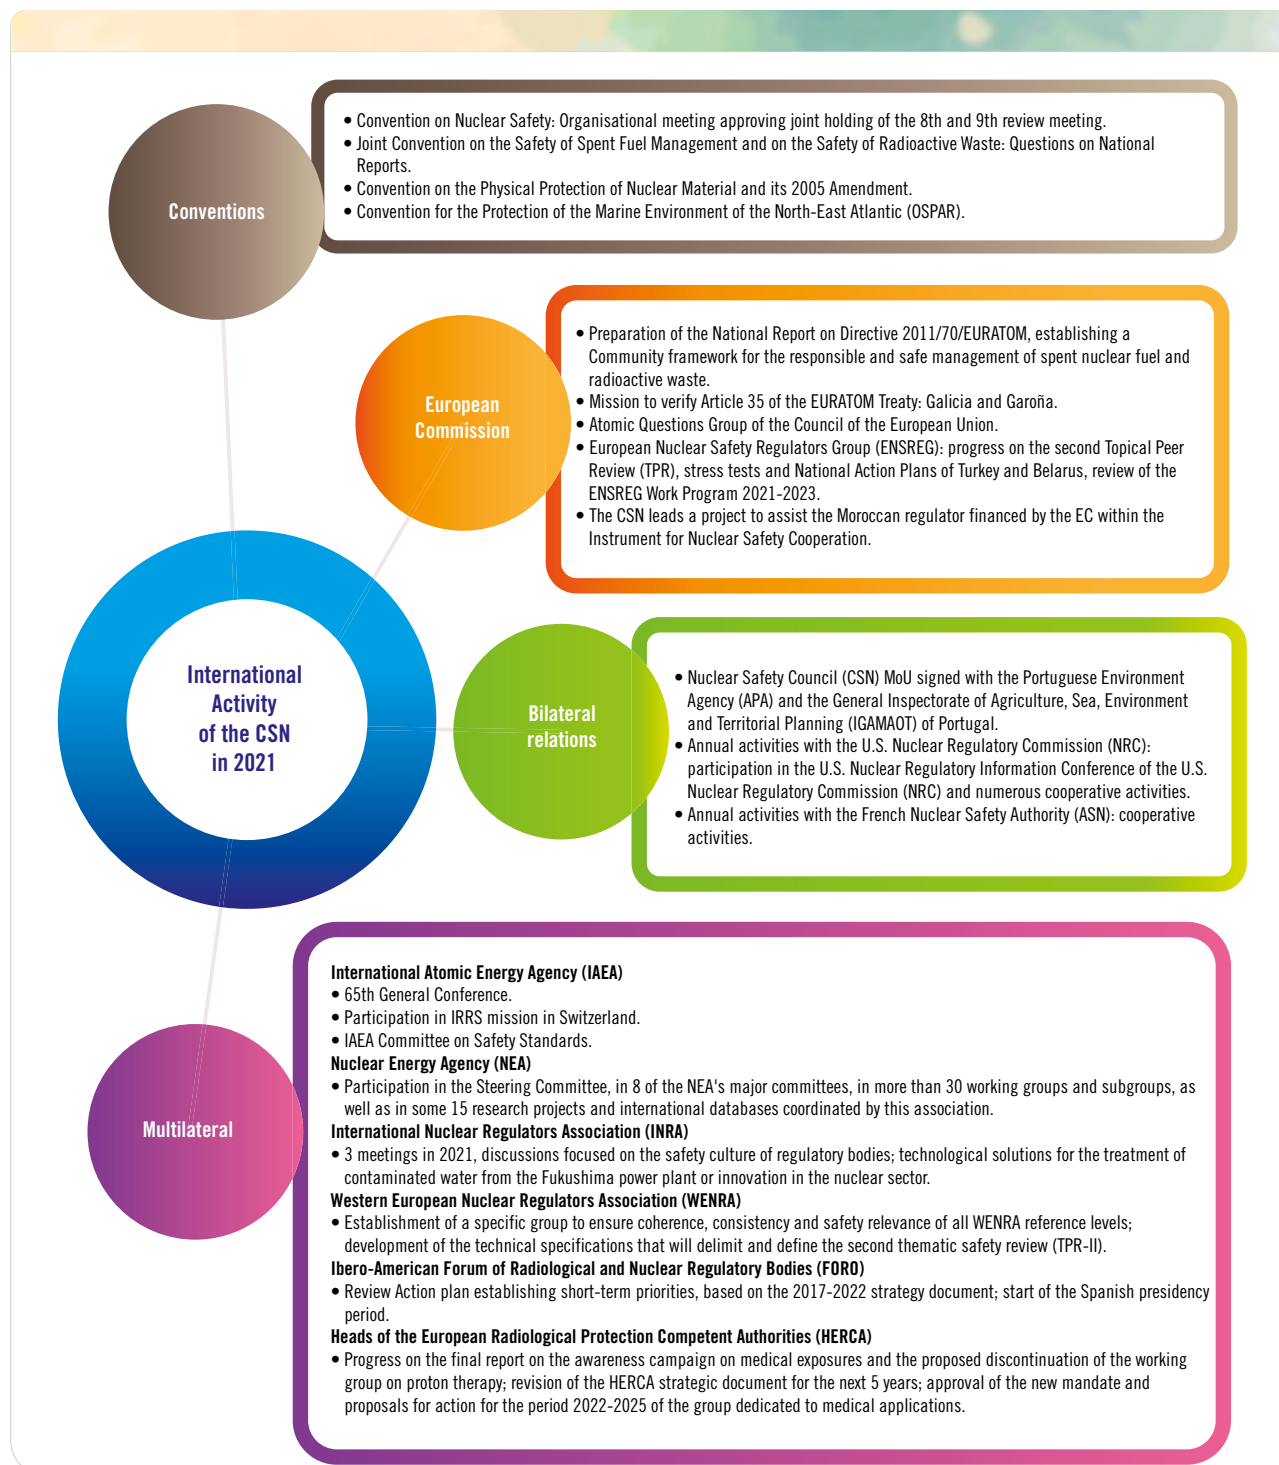 Conventions
• Convention on Nuclear Safety: Organisational meeting approving joint holding of the 8th and 9th review meeting.
• Joint Convention on the Safety of Spent Fuel Management and on the Safety of Radioactive Waste: Questions on National
Reports.
• Convention on the Physical Protection of Nuclear Material and its 2005 Amendment.
• Convention for the Protection of the Marine Environment of the North-East Atlantic (OSPAR).
European
Commission
• Preparation of the National Report on Directive 2011/70/EURATOM, establishing a
Community framework for the responsible and safe management of spent nuclear fuel and
radioactive waste.
• Mission to verify Article 35 of the EURATOM Treaty: Galicia and Garoña.
• Atomic Questions Group of the Council of the European Union.
• European Nuclear Safety Regulators Group (ENSREG): progress on the second Topical Peer
Review (TPR), stress tests and National Action Plans of Turkey and Belarus, review of the
ENSREG Work Program 2021-2023.
• The CSN leads a project to assist the Moroccan regulator financed by the EC within the
Instrument for Nuclear Safety Cooperation.
International
Activity
of the CSN
in 2021
Bilateral
relations
• Nuclear Safety Council (CSN) MoU signed with the Portuguese Environment
Agency (APA) and the General Inspectorate of Agriculture, Sea, Environment
and Territorial Planning (IGAMAOT) of Portugal.
• Annual activities with the U.S. Nuclear Regulatory Commission (NRC):
participation in the U.S. Nuclear Regulatory Information Conference of the U.S.
Nuclear Regulatory Commission (NRC) and numerous cooperative activities.
• Annual activities with the French Nuclear Safety Authority (ASN): cooperative
activities.
Multilateral
International Atomic Energy Agency (IAEA)
• 65th General Conference.
• Participation in IRRS mission in Switzerland.
• IAEA Committee on Safety Standards.
Nuclear Energy Agency (NEA)
• Participation in the Steering Committee, in 8 of the NEA's major committees, in more than 30 working groups and subgroups, as
well as in some 15 research projects and international databases coordinated by this association.
International Nuclear Regulators Association (INRA)
• 3 meetings in 2021, discussions focused on the safety culture of regulatory bodies; technological solutions for the treatment of
contaminated water from the Fukushima power plant or innovation in the nuclear sector.
Western European Nuclear Regulators Association (WENRA)
• Establishment of a specific group to ensure coherence, consistency and safety relevance of all WENRA reference levels;
development of the technical specifications that will delimit and define the second thematic safety review (TPR-II).
Ibero-American Forum of Radiological and Nuclear Regulatory Bodies (FORO)
• Review Action plan establishing short-term priorities, based on the 2017-2022 strategy document; start of the Spanish presidency
period.
Heads of the European Radiological Protection Competent Authorities (HERCA)
• Progress on the final report on the awareness campaign on medical exposures and the proposed discontinuation of the working
group on proton therapy; revision of the HERCA strategic document for the next 5 years; approval of the new mandate and
proposals for action for the period 2022-2025 of the group dedicated to medical applications.